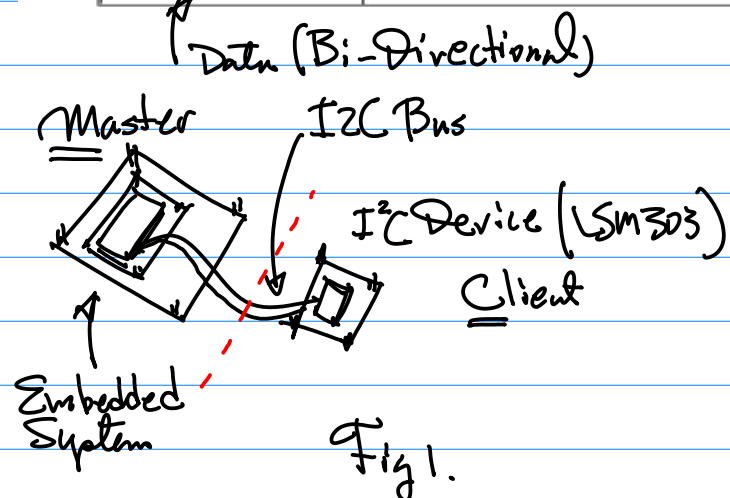 Data (Bi-Directional)
Master
I2C Bus
I²C Device (LSM303)
Client
Embedded
System
Fig 1.